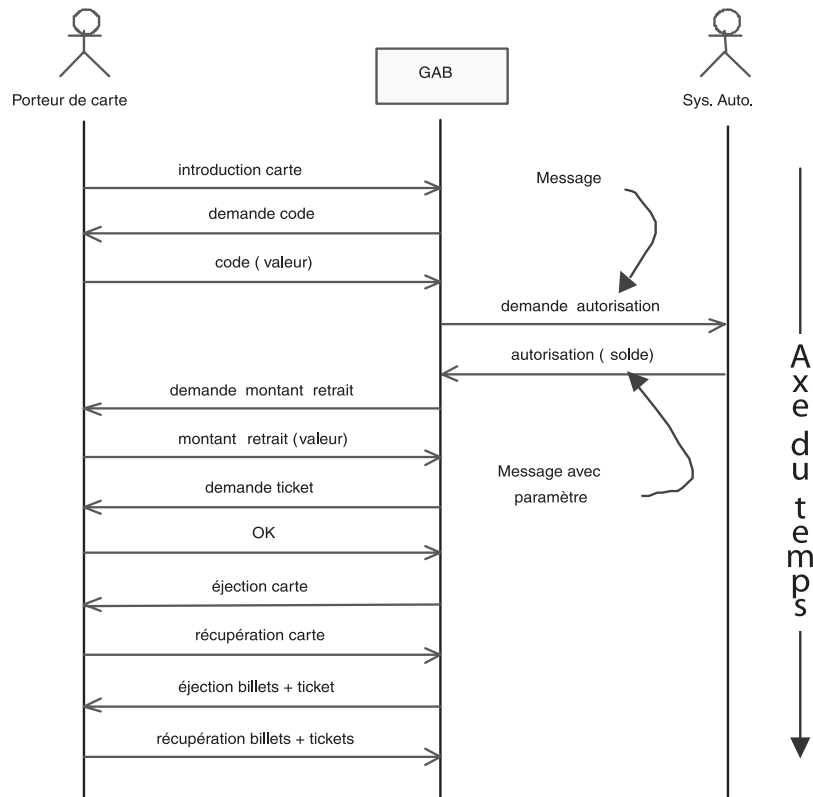 GAB
Porteur de carte
Sys. Auto.
introduction carte
Message
demande code
code ( valeur)
demande autorisation
autorisation ( solde)
demande montant retrait
montant retrait (valeur)
Message avec
paramètre
demande ticket
OK
éjection carte
récupération carte
éjection billets + ticket
récupération billets + tickets
Axe du temps